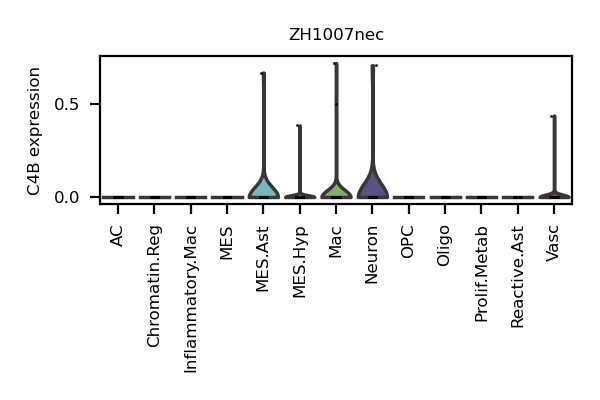 ZH1007nec
C4B expression
0.5
0.0
AC
Chromatin.Reg
Inflammatory.Mac
MES
MES.Ast
MES.Hyp
Mac
Neuron
OPC
Oligo
Prolif.Metab
Reactive.Ast
Vasc